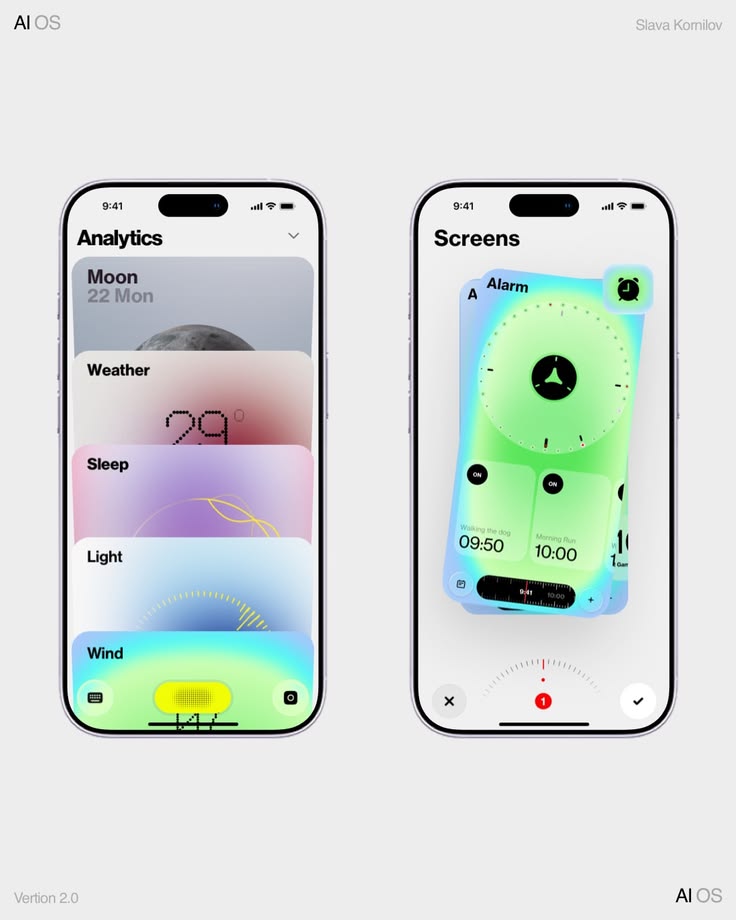 AI OS
Slava Kornilov
9:41
Analytics
Moon
22 Mon
Weather
29°
Sleep
Light
Wind
9:41
Screens
A
Alarm
ON
ON
Walking the dog
09:50
Morning Run
10:00
9:41
10:00
1
Vertion 2.0
AI OS